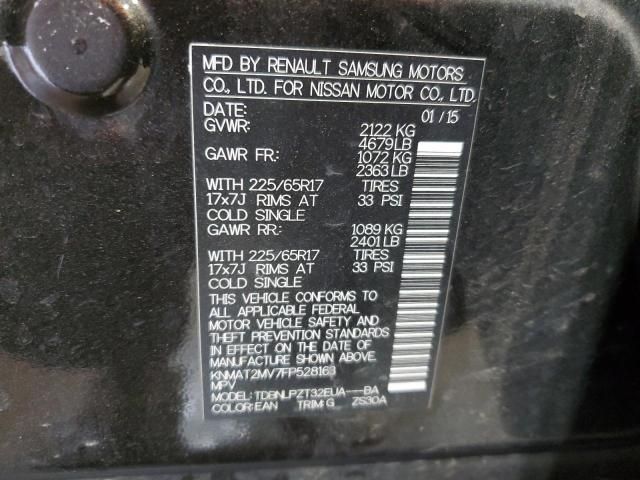 MFD BY RENAULT SAMSUNG MOTORS
CO., LTD. FOR NISSAN MOTOR CO., LTD.
DATE: 01/15
GVWR: 2122 KG
4679 LB
GAWR FR: 1072 KG
2363 LB
WITH 225/65R17 TIRES
17x7J RIMS AT 33 PSI
COLD SINGLE
GAWR RR: 1089 KG
2401 LB
WITH 225/65R17 TIRES
17x7J RIMS AT 33 PSI
COLD SINGLE
THIS VEHICLE CONFORMS TO
ALL APPLICABLE FEDERAL
MOTOR VEHICLE SAFETY AND
THEFT PREVENTION STANDARDS
IN EFFECT ON THE DATE OF
MANUFACTURE SHOWN ABOVE.
KNMAT2MV7FP528163
MPV
MODEL: TDBNLPZT32EUA---BA
COLOR:EAN TRIM:G ZS30A